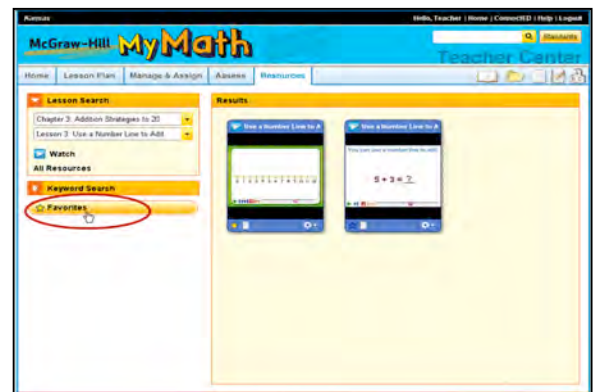 Kansas
Hello, Teacher | Home | ConnectED | Help | Logout
McGraw-Hill My Math
Standards
Teacher Center
Home
Lesson Plan
Manage & Assign
Assess
Resources
Lesson Search
Results
Chapter 3: Addition Strategies to 20
Lesson 3: Use a Number Line to Add
Watch
All Resources
Keyword Search
Favorites
Use a Number Line to A
Use a Number Line to A
You can use a number line to add.
5 + 3 = ?